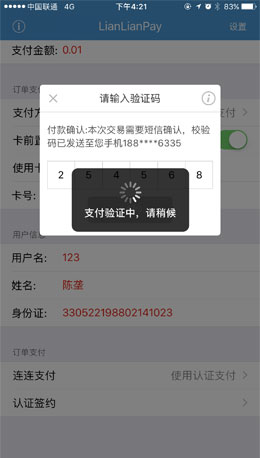 中国联通 4G 下午4:21 83%
LianLianPay 设置
支付金额: 0.01
订单支付
请输入验证码
支付方 付
付款确认:本次交易需要短信确认，校验
码已发送至您手机188****6335
卡前置
2 5 4 5 6 8
使用卡
支付验证中，请稍候
卡号:
用户信息
用户名: 123
姓名: 陈垄
身份证: 330522198802141023
订单支付
连连支付 使用认证支付
认证签约